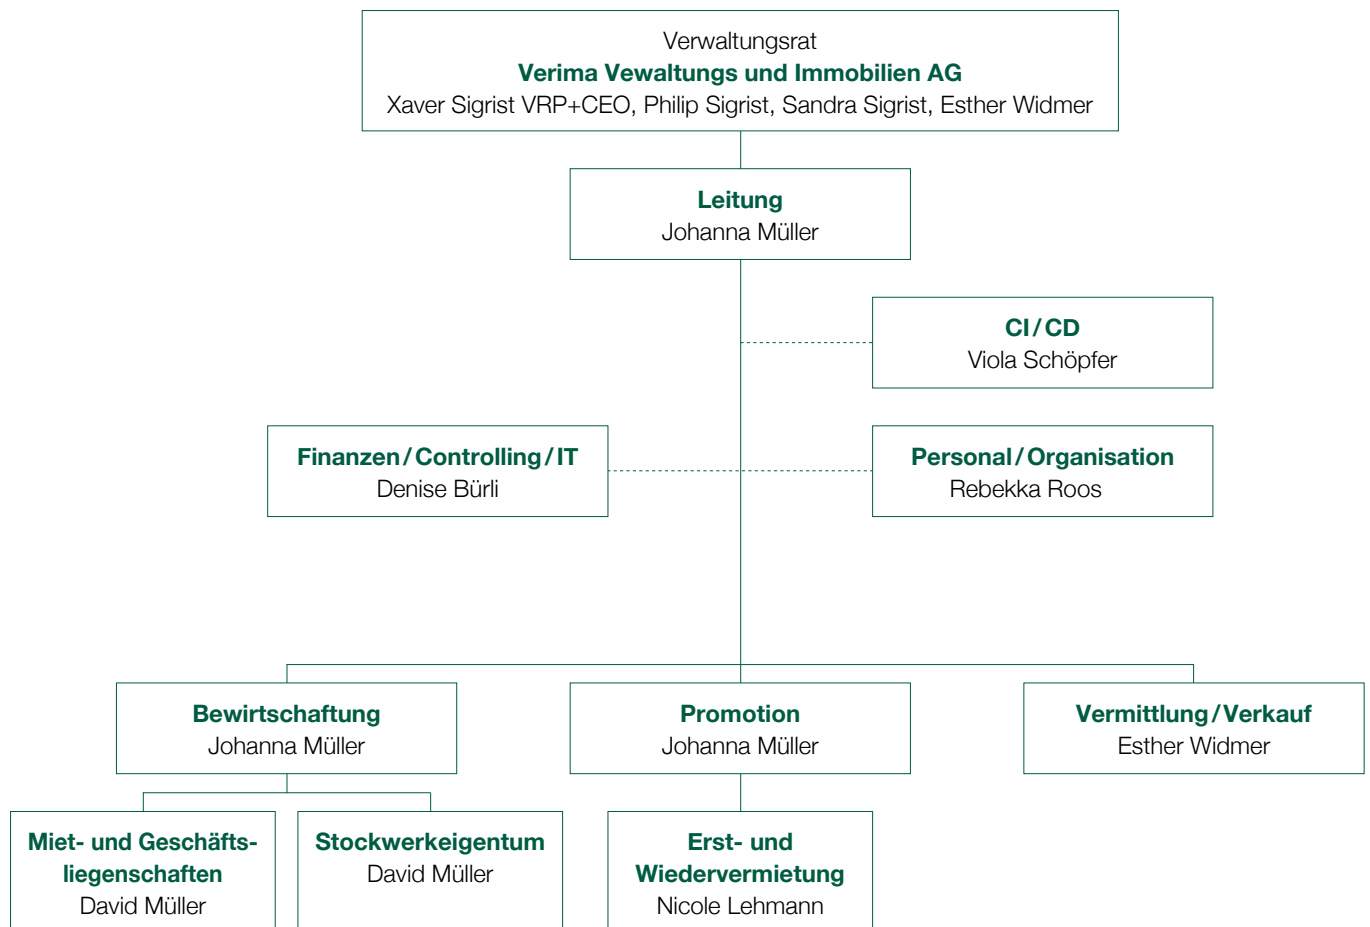 Verwaltungsrat
Verima Vewaltungs und Immobilien AG
Xaver Sigrist VRP+CEO, Philip Sigrist, Sandra Sigrist, Esther Widmer
Leitung
Johanna Müller
CI/CD
Viola Schöpfer
Finanzen/Controlling/IT
Denise Bürli
Personal/Organisation
Rebekka Roos
Bewirtschaftung
Johanna Müller
Promotion
Johanna Müller
Vermittlung/Verkauf
Esther Widmer
Miet- und Geschäfts-
liegenschaften
David Müller
Stockwerkeigentum
David Müller
Erst- und
Wiedervermietung
Nicole Lehmann